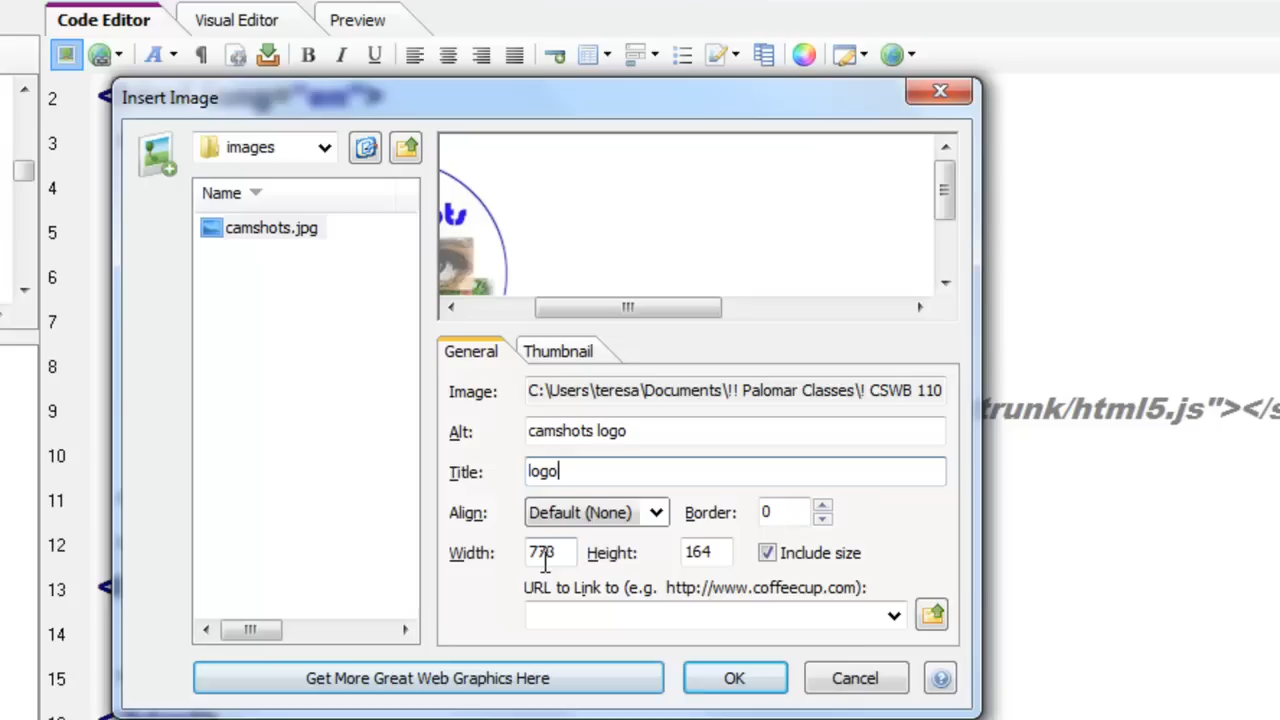 Code Editor Visual Editor Preview
A ¶ B I U
Insert Image
2
3
4
5
6
7
8
9
10
11
12
13
14
15
images
Name
camshots.jpg
ts
General Thumbnail
Image: C:\Users\teresa\Documents\!! Palomar Classes\! CSWB 110
trunk/html5.js"></s
Alt: camshots logo
Title: logo
Align: Default (None) Border: 0
Width: 773 Height: 164 Include size
URL to Link to (e.g. http://www.coffeecup.com):
Get More Great Web Graphics Here OK Cancel